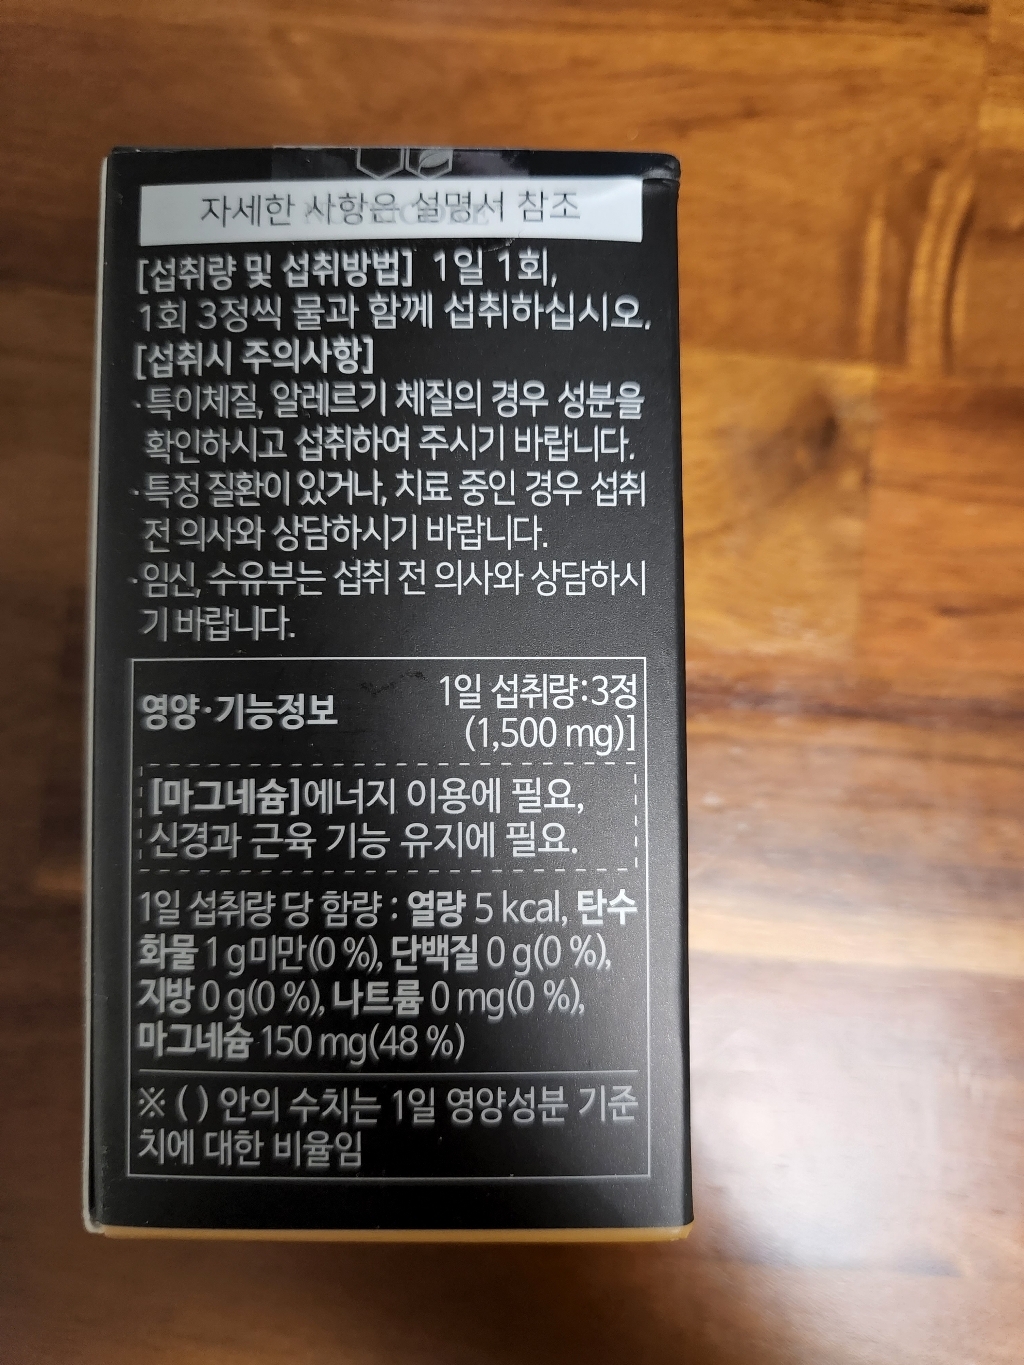 자세한 사항은 설명서 참조
[섭취량 및 섭취방법] 1일 1회,
1회 3정씩 물과 함께 섭취하십시오.
[섭취시 주의사항]
·특이체질, 알레르기 체질의 경우 성분을
확인하시고 섭취하여 주시기 바랍니다.
·특정 질환이 있거나, 치료 중인 경우 섭취
전 의사와 상담하시기 바랍니다.
·임신, 수유부는 섭취 전 의사와 상담하시
기 바랍니다.
영양·기능정보
1일 섭취량:3정
(1,500 mg)]
[마그네슘]에너지 이용에 필요,
신경과 근육 기능 유지에 필요.
1일 섭취량 당 함량 : 열량 5 kcal, 탄수
화물 1 g미만(0 %), 단백질 0 g(0 %),
지방 0 g(0 %), 나트륨 0 mg(0 %),
마그네슘 150 mg(48 %)
※ ( ) 안의 수치는 1일 영양성분 기준
치에 대한 비율임